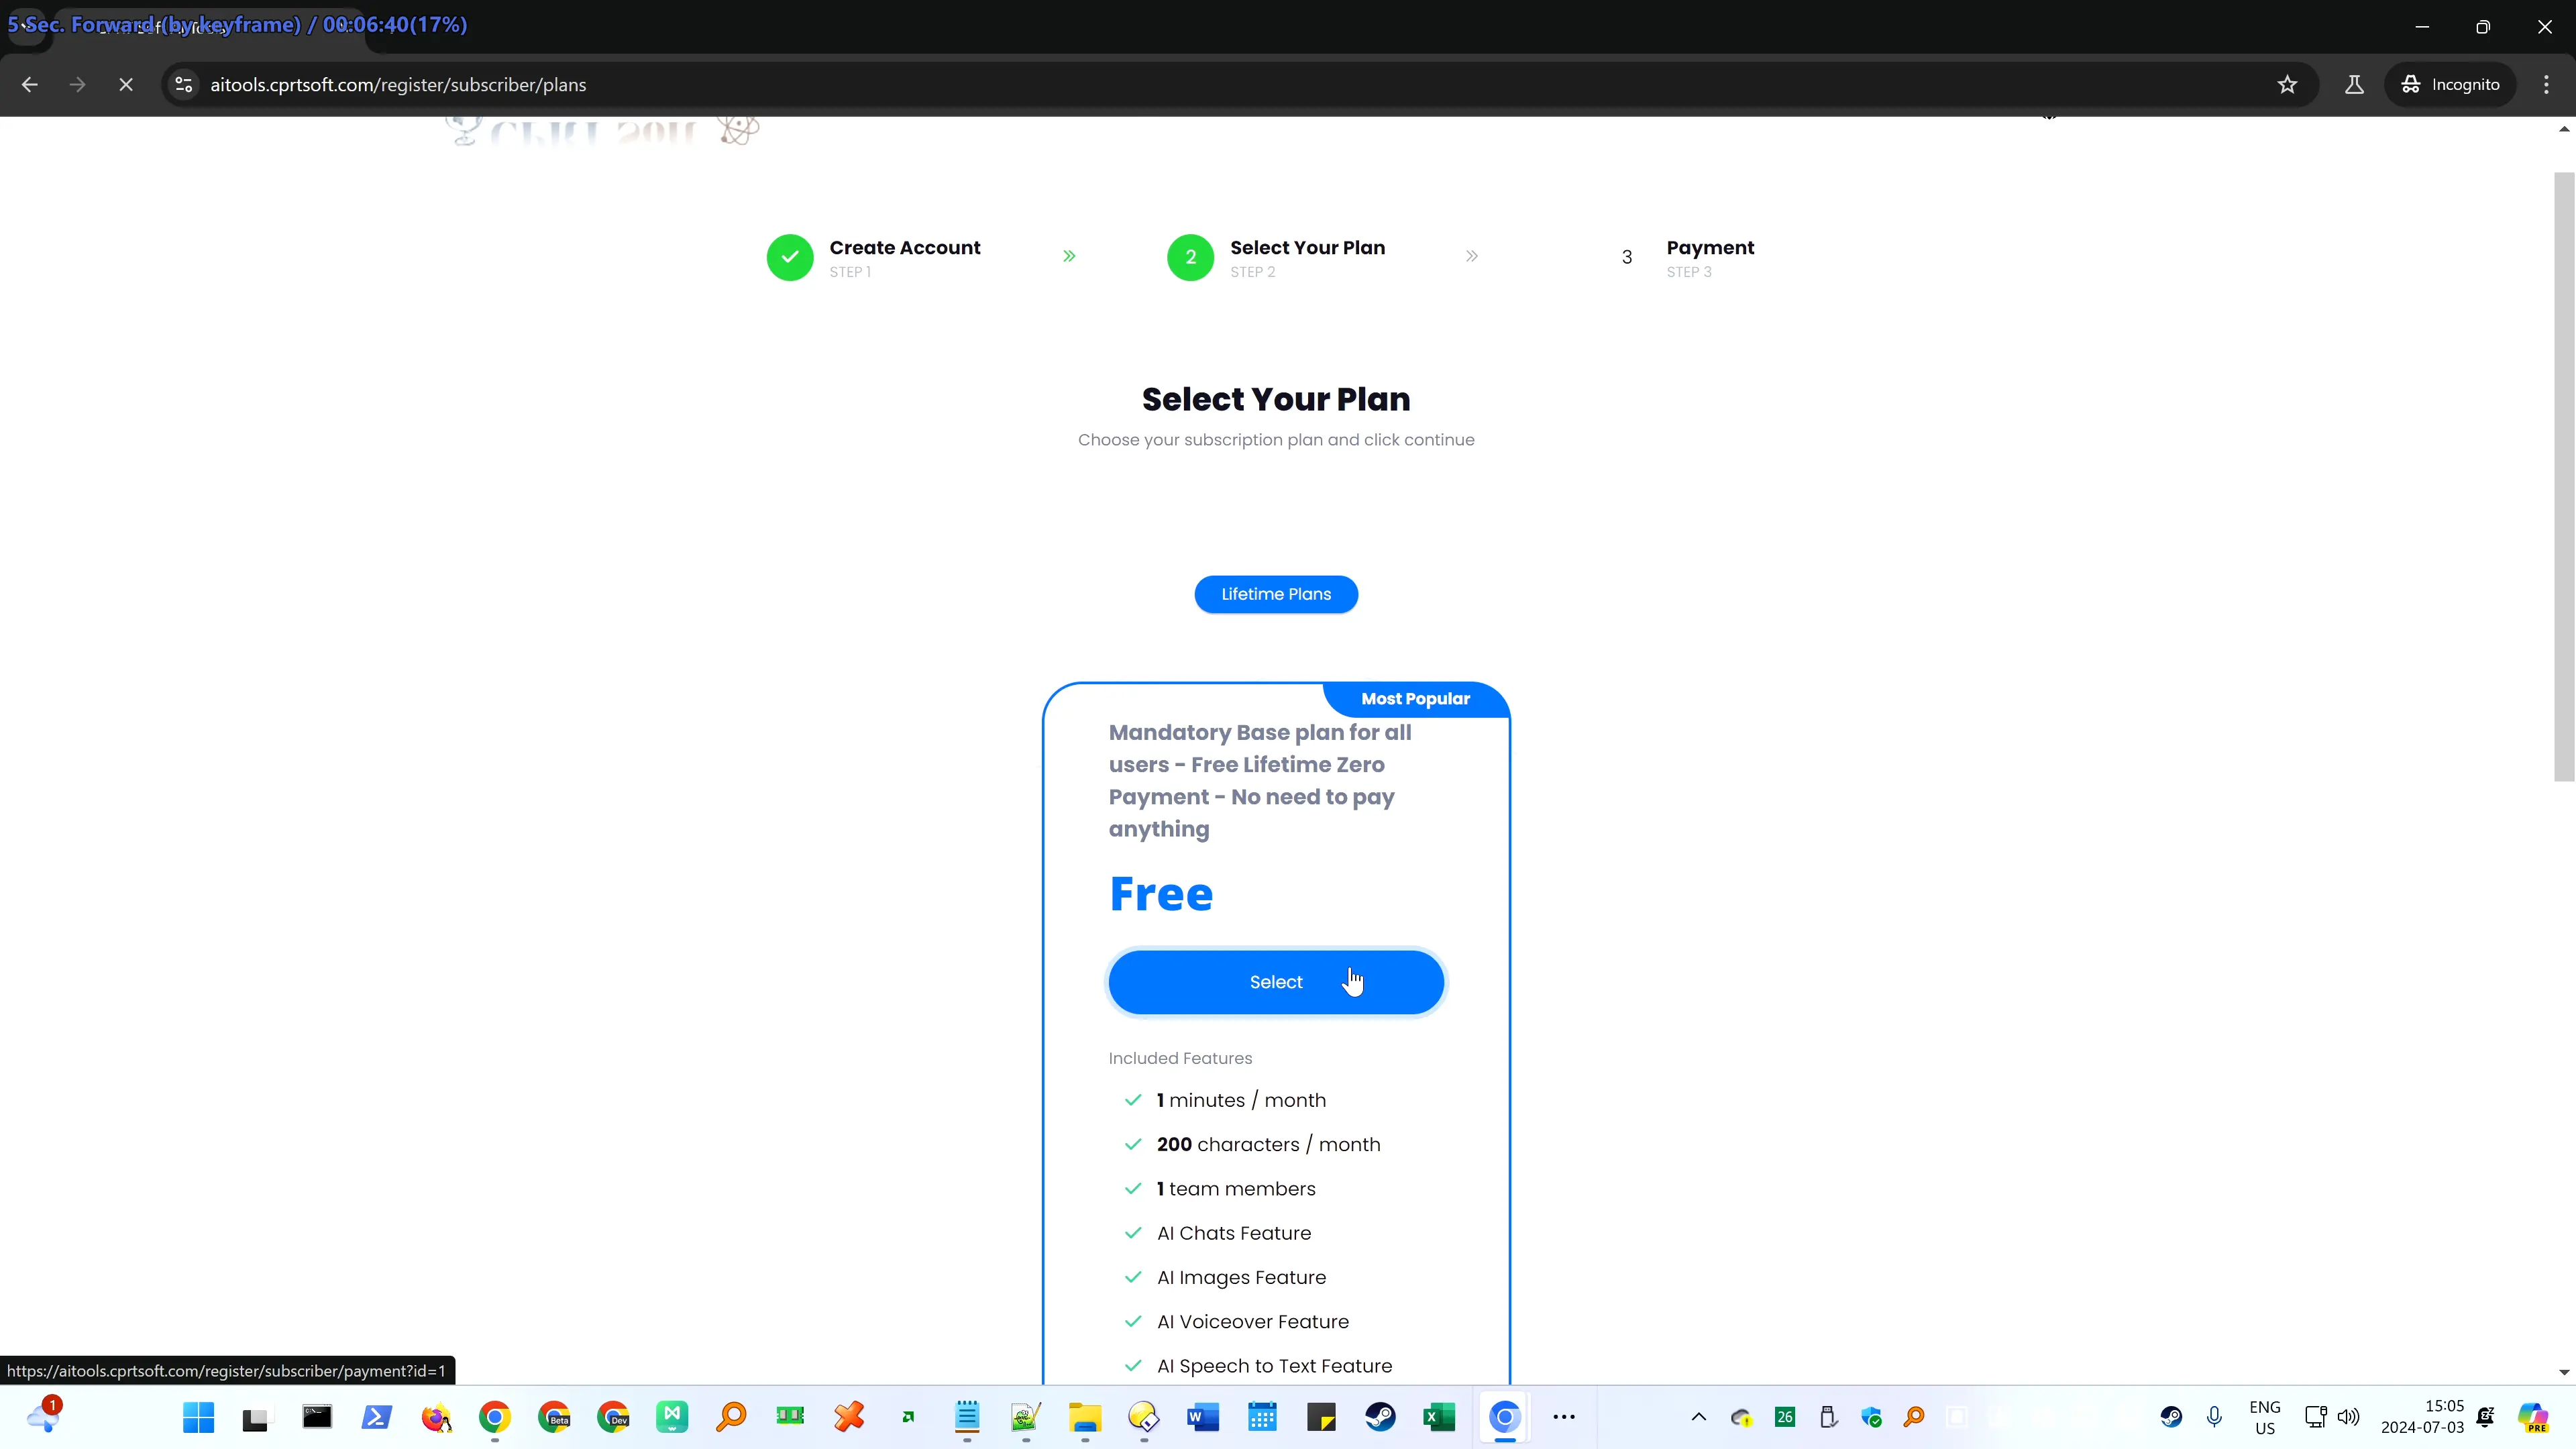 5 Sec. Forward (by keyframe) / 00:06:40(17%)
aitools.cprtsoft.com/register/subscriber/plans
Incognito
Create Account
STEP 1
2
Select Your Plan
STEP 2
3
Payment
STEP 3
Select Your Plan
Choose your subscription plan and click continue
Lifetime Plans
Most Popular
Mandatory Base plan for all
users - Free Lifetime Zero
Payment - No need to pay
anything
Free
Select
Included Features
1 minutes / month
200 characters / month
1 team members
AI Chats Feature
AI Images Feature
AI Voiceover Feature
AI Speech to Text Feature
https://aitools.cprtsoft.com/register/subscriber/payment?id=1
1
Beta
Dev
26
ENG
US
15:05
2024-07-03
PRE